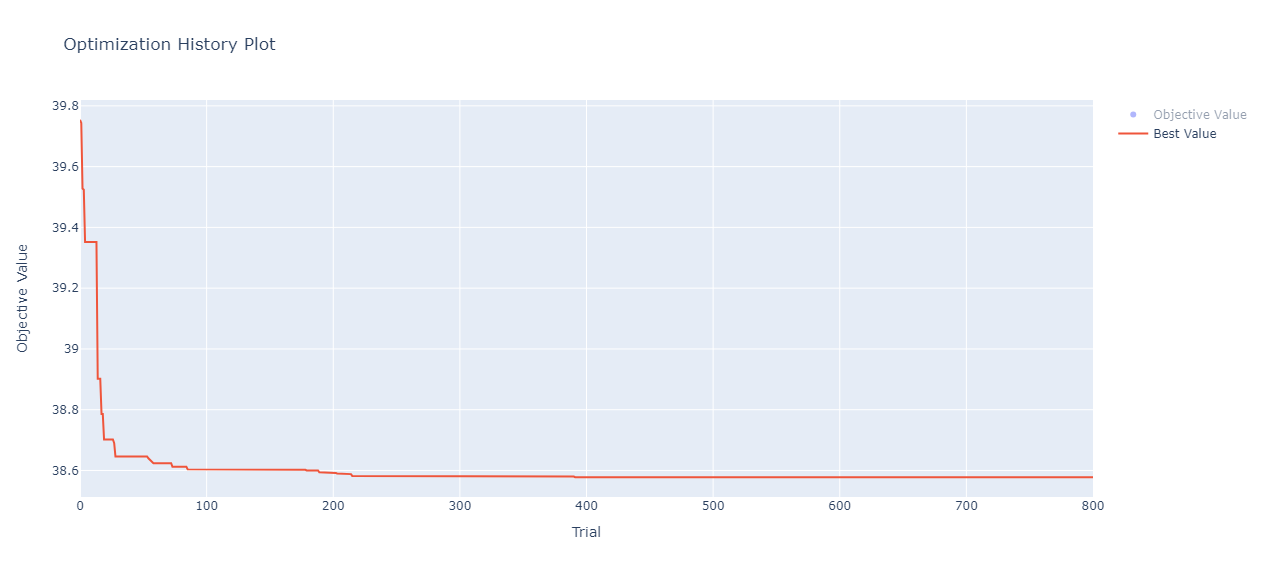 Optimization History Plot
Objective Value
Best Value
39.8
39.6
39.4
39.2
39
38.8
38.6
Objective Value
0 100 200 300 400 500 600 700 800
Trial